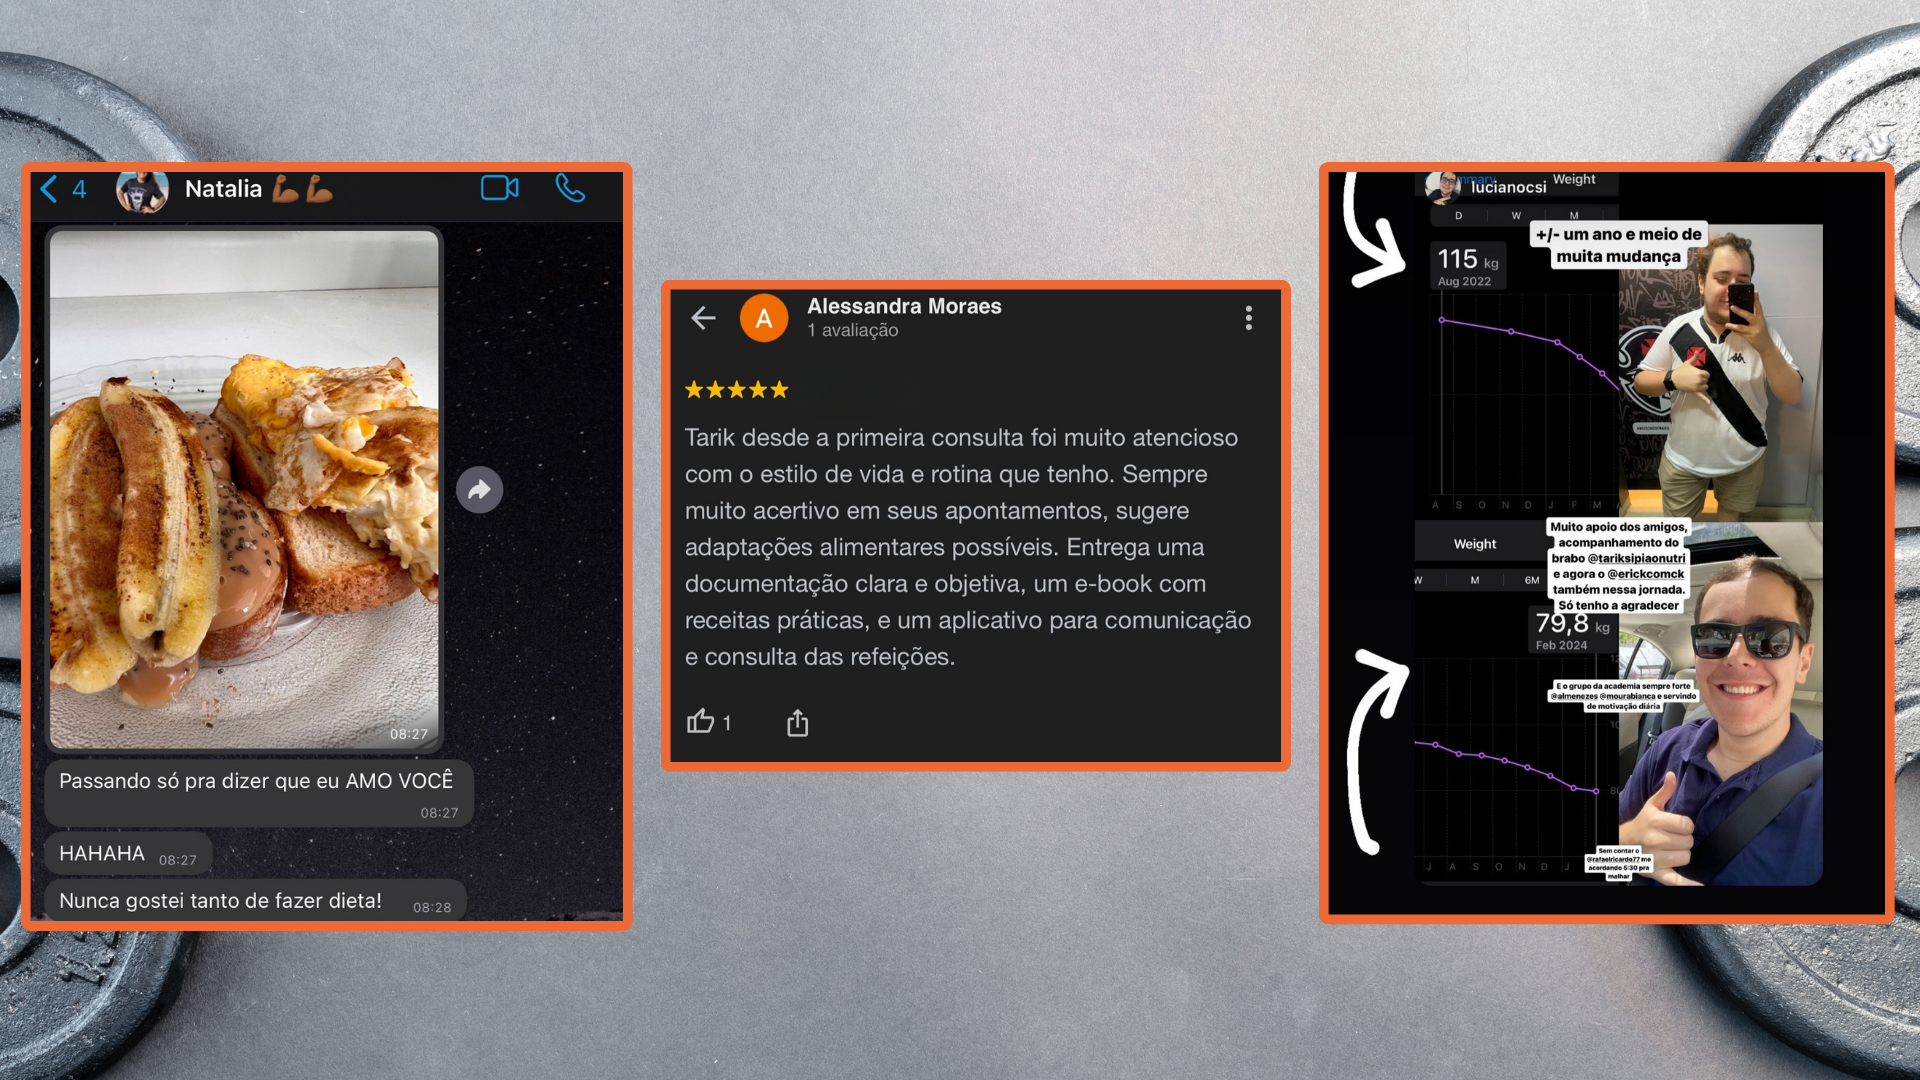 4
Natalia 💪🏾💪🏾
08:27
Passando só pra dizer que eu AMO VOCÊ
08:27
HAHAHA 08:27
Nunca gostei tanto de fazer dieta! 08:28
A
Alessandra Moraes
1 avaliação
★★★★★
Tarik desde a primeira consulta foi muito atencioso
com o estilo de vida e rotina que tenho. Sempre
muito acertivo em seus apontamentos, sugere
adaptações alimentares possíveis. Entrega uma
documentação clara e objetiva, um e-book com
receitas práticas, e um aplicativo para comunicação
e consulta das refeições.
1
lucianocsi
Weight
D W M
+/- um ano e meio de
muita mudança
115 kg
Aug 2022
A S O N D J F M
Muito apoio dos amigos,
acompanhamento do
brabo @tariksipiaonutri
e agora o @erickcomck
também nessa jornada.
Só tenho a agradecer
Weight
W M 6M
79,8 kg
Feb 2024
E o grupo da academia sempre forte
@almenezes @mourabianca e servindo
de motivação diária
J A S O N D J
Sem contar o
@rafaelricardo77 me
acordando 5:30 pra
malhar